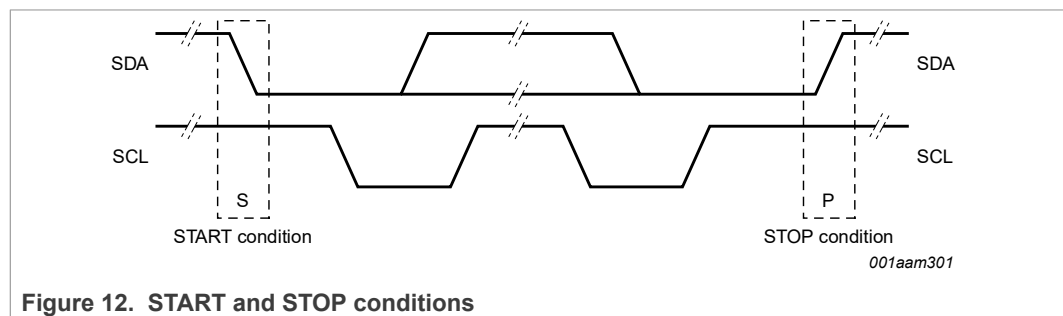 SDA
SDA
SCL
SCL
S
P
START condition
STOP condition
001aam301
Figure 12. START and STOP conditions